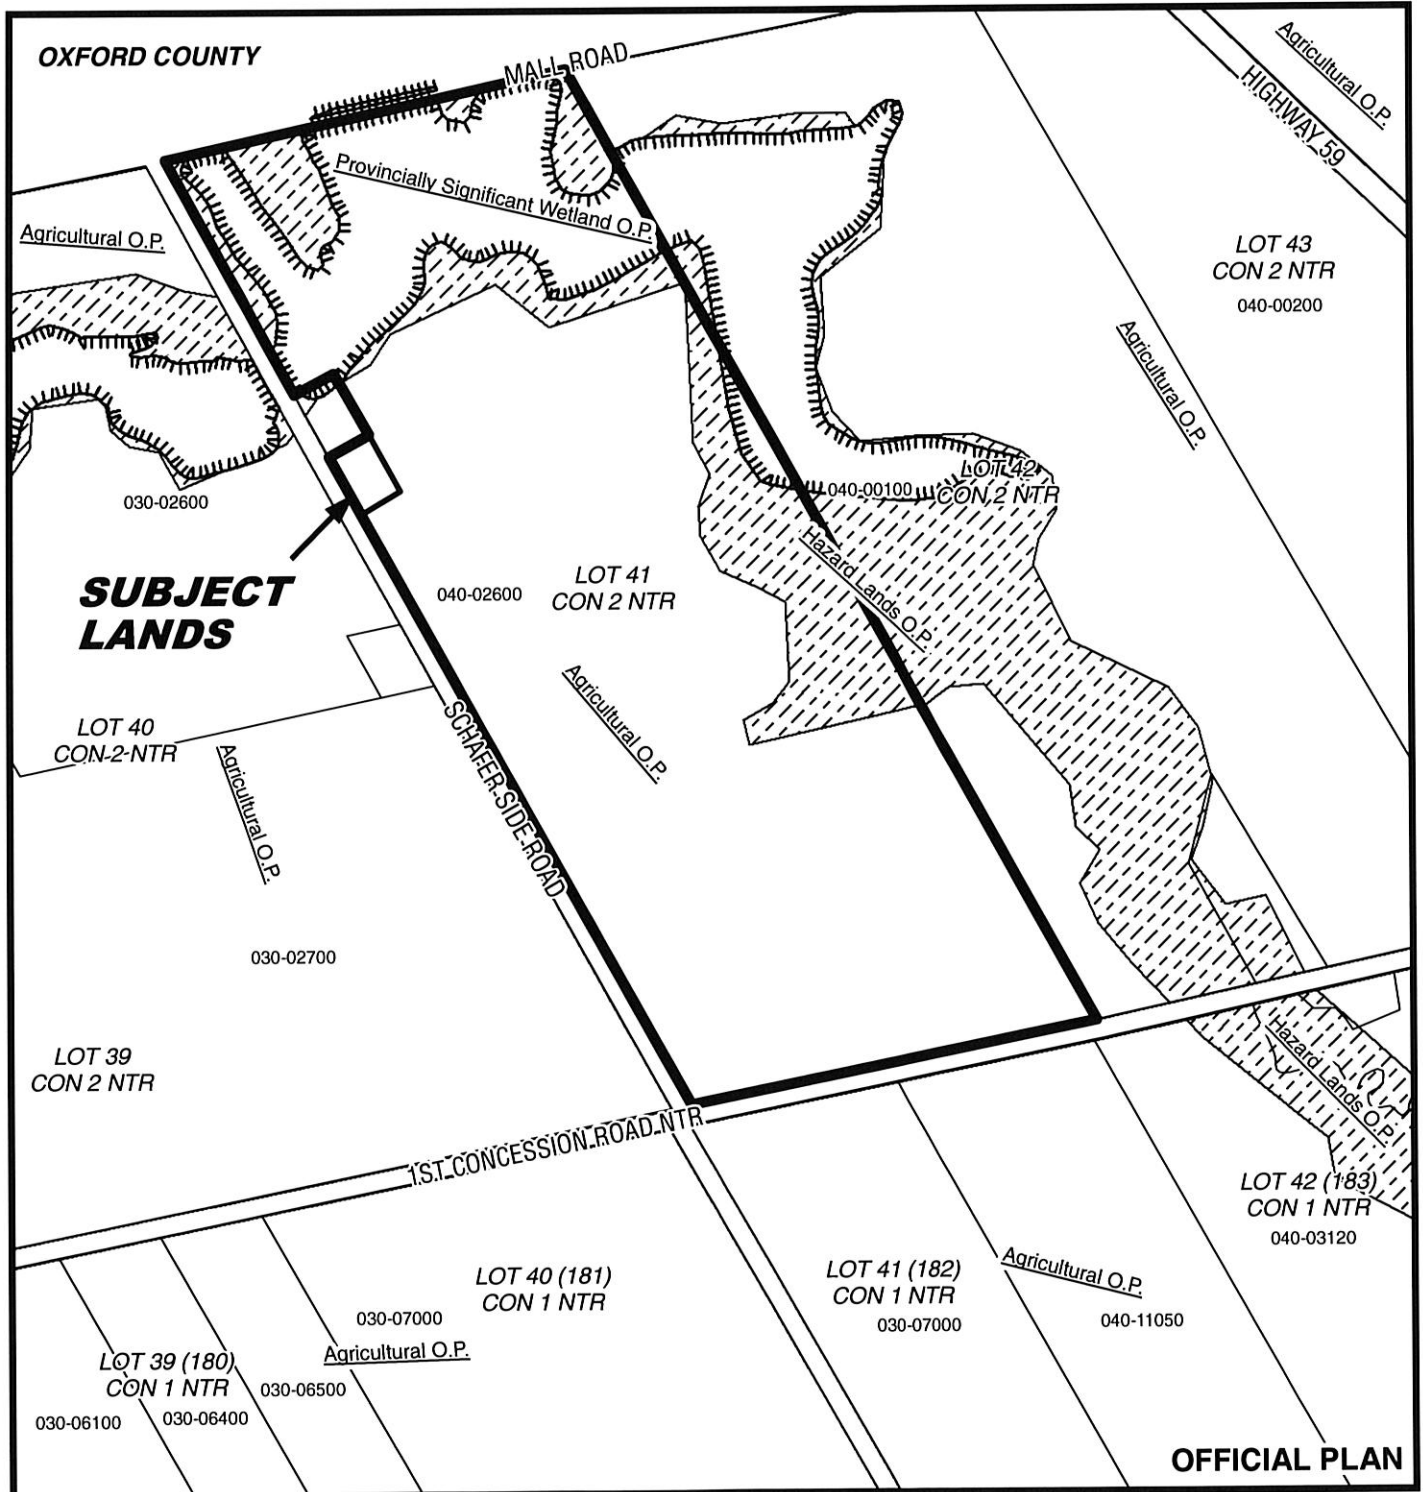 OXFORD COUNTY
MALL ROAD
Agricultural O.P.
HIGHWAY 59
Provincially Significant Wetland O.P.
Agricultural O.P.
LOT 43
CON 2 NTR
040-00200
Agricultural O.P.
LOT 42
CON 2 NTR
040-00100
030-02600
Hazard Lands O.P.
SUBJECT
LANDS
040-02600
LOT 41
CON 2 NTR
Agricultural O.P.
LOT 40
CON 2 NTR
Agricultural O.P.
SCHAFER SIDE ROAD
030-02700
LOT 39
CON 2 NTR
Hazard Lands O.P.
1ST CONCESSION ROAD NTR
LOT 42 (183)
CON 1 NTR
040-03120
LOT 40 (181)
CON 1 NTR
030-07000
Agricultural O.P.
LOT 41 (182)
CON 1 NTR
030-07000
Agricultural O.P.
040-11050
LOT 39 (180)
CON 1 NTR
030-06500
030-06100
030-06400
OFFICIAL PLAN